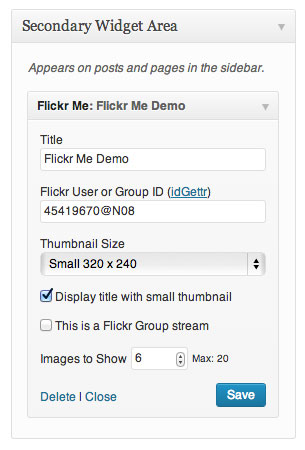 Secondary Widget Area
Appears on posts and pages in the sidebar.
Flickr Me: Flickr Me Demo
Title
Flickr Me Demo
Flickr User or Group ID (idGettr)
45419670@N08
Thumbnail Size
Small 320 x 240
Display title with small thumbnail
This is a Flickr Group stream
Images to Show 6 Max: 20
Delete | Close Save